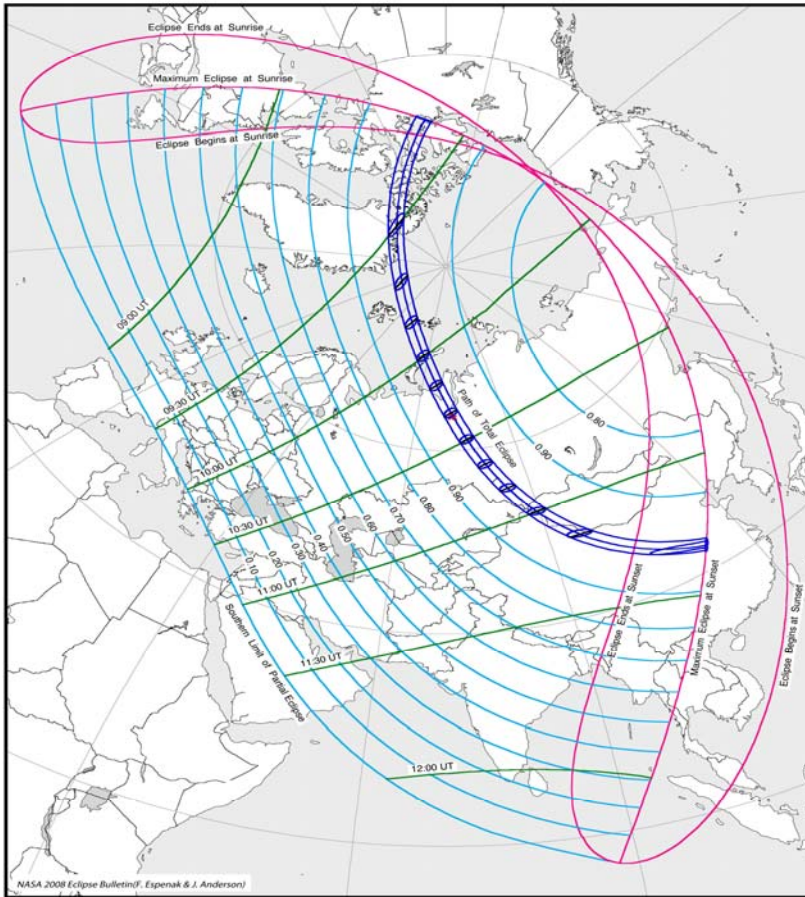 Eclipse Ends at Sunrise
Maximum Eclipse at Sunrise
Eclipse Begins at Sunrise
09:00 UT
09:30 UT
10:00 UT
10:30 UT
11:00 UT
11:30 UT
12:00 UT
Path of Total Eclipse
0.80
0.90
0.90
0.80
0.70
0.60
0.50
0.40
0.30
0.20
0.10
Southern Limit of Partial Eclipse
Eclipse Ends at Sunset
Maximum Eclipse at Sunset
Eclipse Begins at Sunset
NASA 2008 Eclipse Bulletin(F. Espenak & J. Anderson)